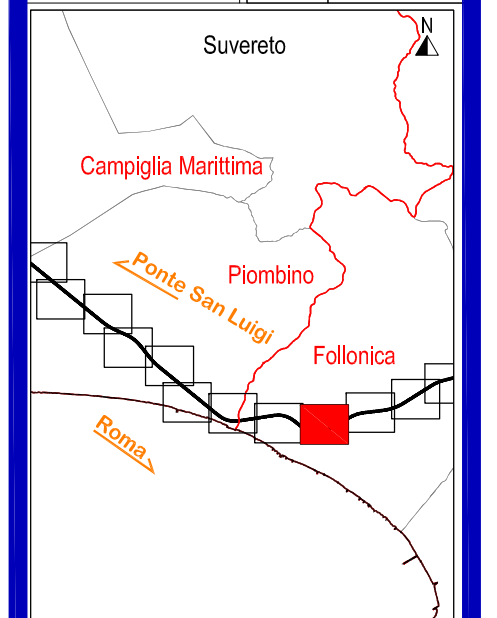 N
Suvereto
Campiglia Marittima
Ponte San Luigi
Piombino
Follonica
Roma